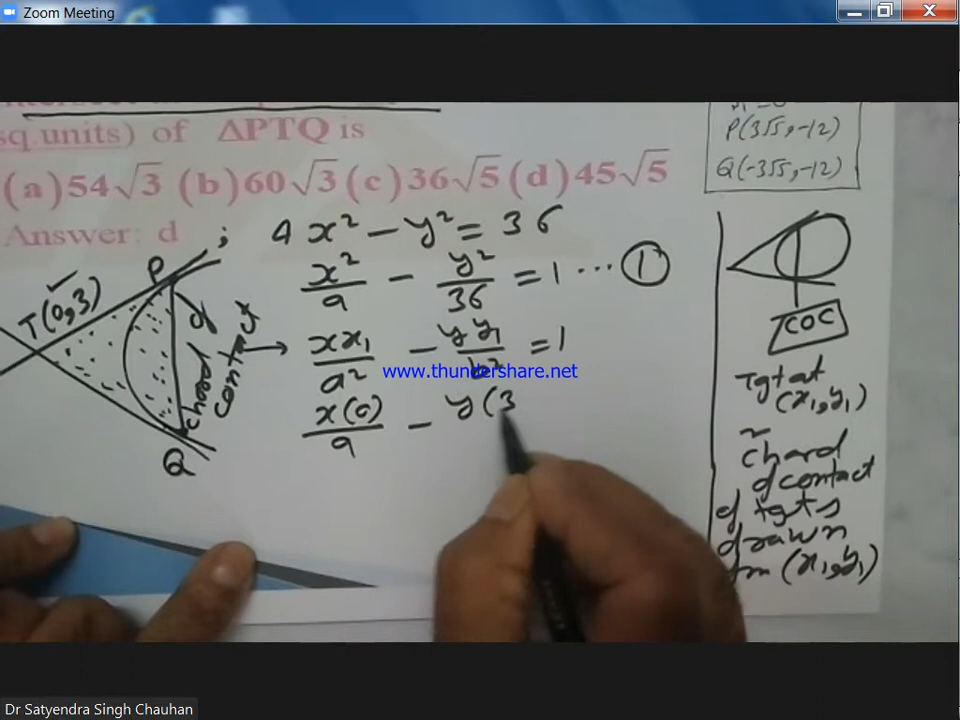 Zoom Meeting
sq.units) of ΔPTQ is
(a)54√3 (b)60√3(c)36√5(d)45√5
Answer: d ; 4x² - y² = 36
x²/9 - y²/36 = 1 ... ①
xx₁/a² - yy₁/b² = 1
x(0)/9 - y(3
P
T(0,3)
Q
chord of
contact
P(3√5,-12)
Q(-3√5,-12)
COC
Tgt at
(x₁,y₁)
~
chord
of contact
of tgts
drawn
fm (x₁,y₁)
www.thundershare.net
Dr Satyendra Singh Chauhan